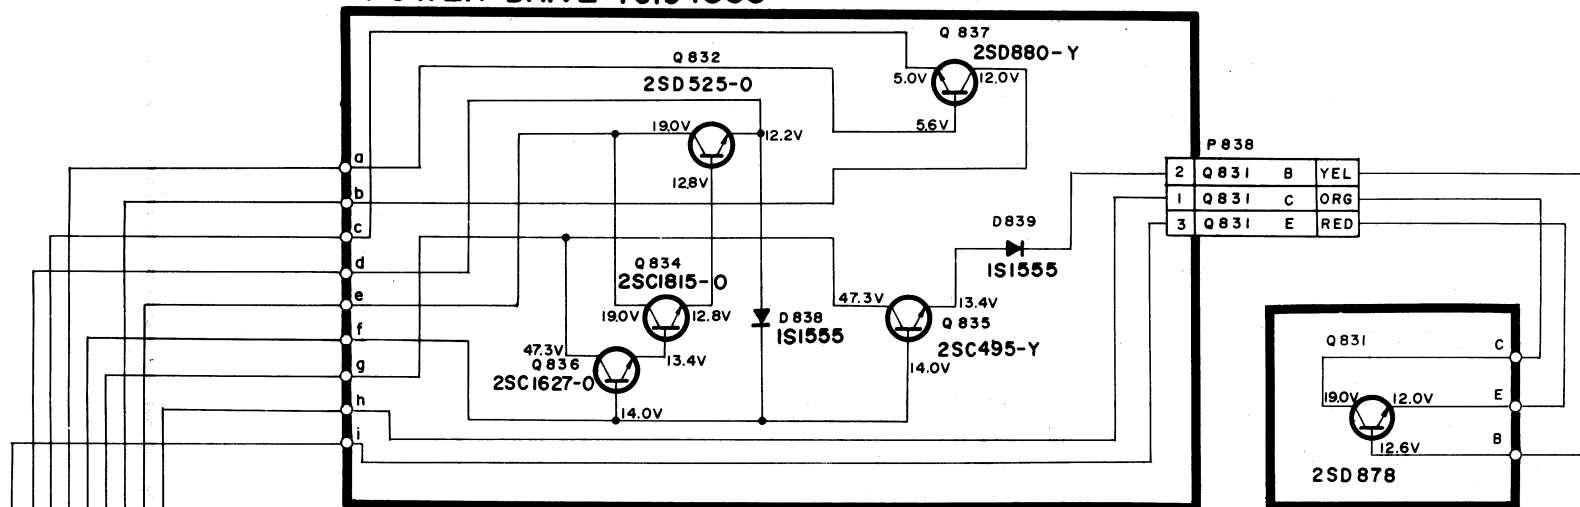 Q 837
2SD880-Y
5.0V
12.0V
5.6V
Q 832
2SD525-O
19.0V
12.2V
12.8V
a
b
c
d
e
f
g
h
i
Q 834
2SC1815-O
19.0V
12.8V
13.4V
47.3V
Q 836
2SC1627-O
14.0V
D 838
1S1555
D839
1S1555
47.3V
13.4V
Q 835
2SC495-Y
14.0V
P 838
2 Q 831 B YEL
1 Q 831 C ORG
3 Q 831 E RED
Q 831
C
19.0V
12.0V
E
B
12.6V
2SD 878